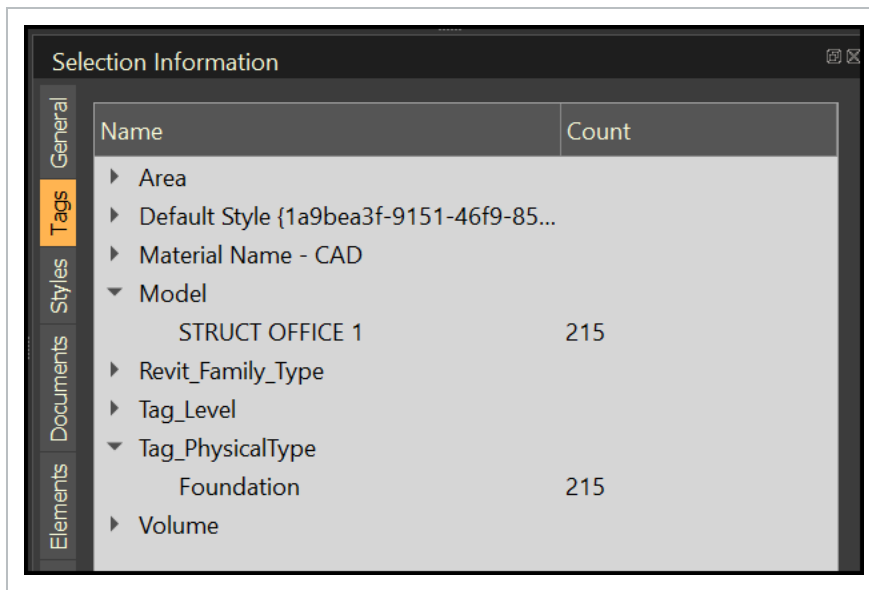 Selection Information
General
Tags
Styles
Documents
Elements
Name Count
Area
Default Style {1a9bea3f-9151-46f9-85...
Material Name - CAD
Model
STRUCT OFFICE 1 215
Revit_Family_Type
Tag_Level
Tag_PhysicalType
Foundation 215
Volume